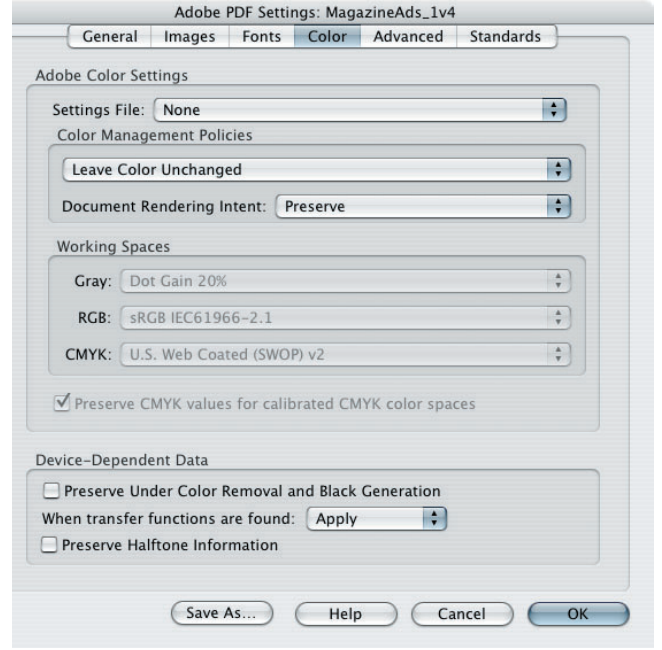 Adobe PDF Settings: MagazineAds_1v4
General Images Fonts Color Advanced Standards
Adobe Color Settings
Settings File: None
Color Management Policies
Leave Color Unchanged
Document Rendering Intent: Preserve
Working Spaces
Gray: Dot Gain 20%
RGB: sRGB IEC61966-2.1
CMYK: U.S. Web Coated (SWOP) v2
Preserve CMYK values for calibrated CMYK color spaces
Device-Dependent Data
Preserve Under Color Removal and Black Generation
When transfer functions are found: Apply
Preserve Halftone Information
Save As... Help Cancel OK